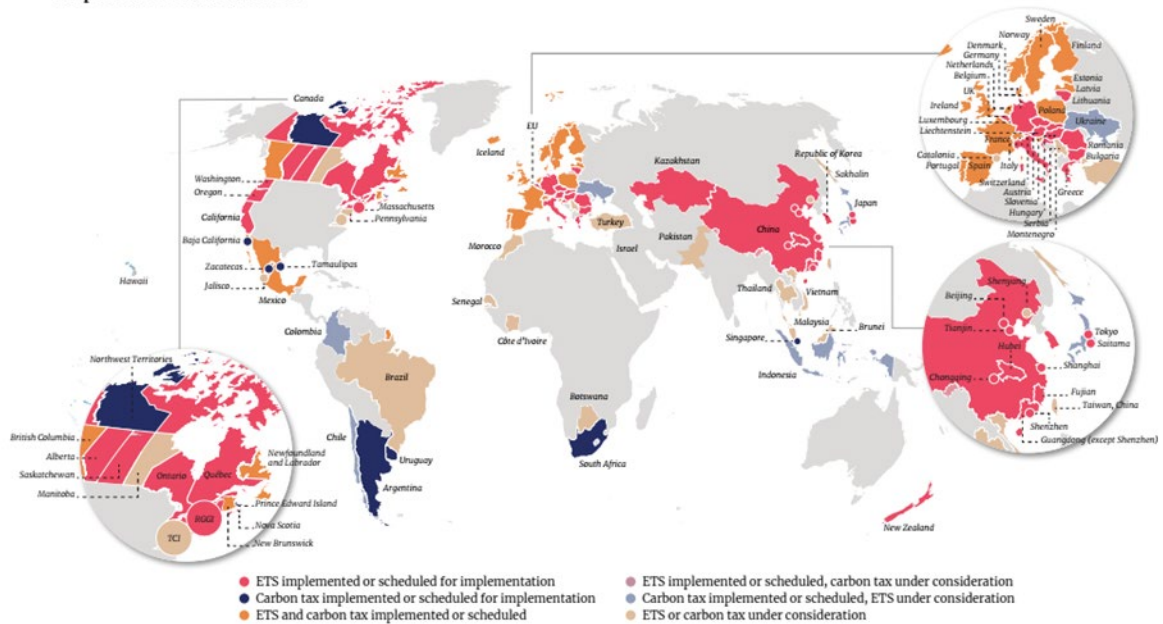 Canada
Washington
Oregon
California
Baja California
Zacatecas
Jalisco
Mexico
Hawaii
Massachusetts
Pennsylvania
Tamaulipas
Colombia
Brazil
Chile
Uruguay
Argentina
Iceland
EU
Morocco
Senegal
Côte d'Ivoire
Botswana
South Africa
Turkey
Israel
Kazakhstan
Pakistan
China
Republic of Korea
Sakhalin
Japan
Thailand
Vietnam
Malaysia
Brunei
Singapore
Indonesia
New Zealand
Sweden
Norway
Denmark
Germany
Netherlands
Belgium
UK
Ireland
Luxembourg
Liechtenstein
France
Catalonia
Portugal
Spain
Switzerland
Italy
Austria
Slovenia
Hungary
Serbia
Montenegro
Greece
Finland
Estonia
Latvia
Lithuania
Poland
Ukraine
Romania
Bulgaria
Shenyang
Beijing
Tianjin
Hubei
Chongqing
Tokyo
Saitama
Shanghai
Fujian
Taiwan, China
Shenzhen
Guangdong (except Shenzhen)
Northwest Territories
British Columbia
Alberta
Saskatchewan
Manitoba
Ontario
Québec
Newfoundland
and Labrador
Prince Edward Island
Nova Scotia
New Brunswick
RGGI
TCI
ETS implemented or scheduled for implementation
Carbon tax implemented or scheduled for implementation
ETS and carbon tax implemented or scheduled
ETS implemented or scheduled, carbon tax under consideration
Carbon tax implemented or scheduled, ETS under consideration
ETS or carbon tax under consideration